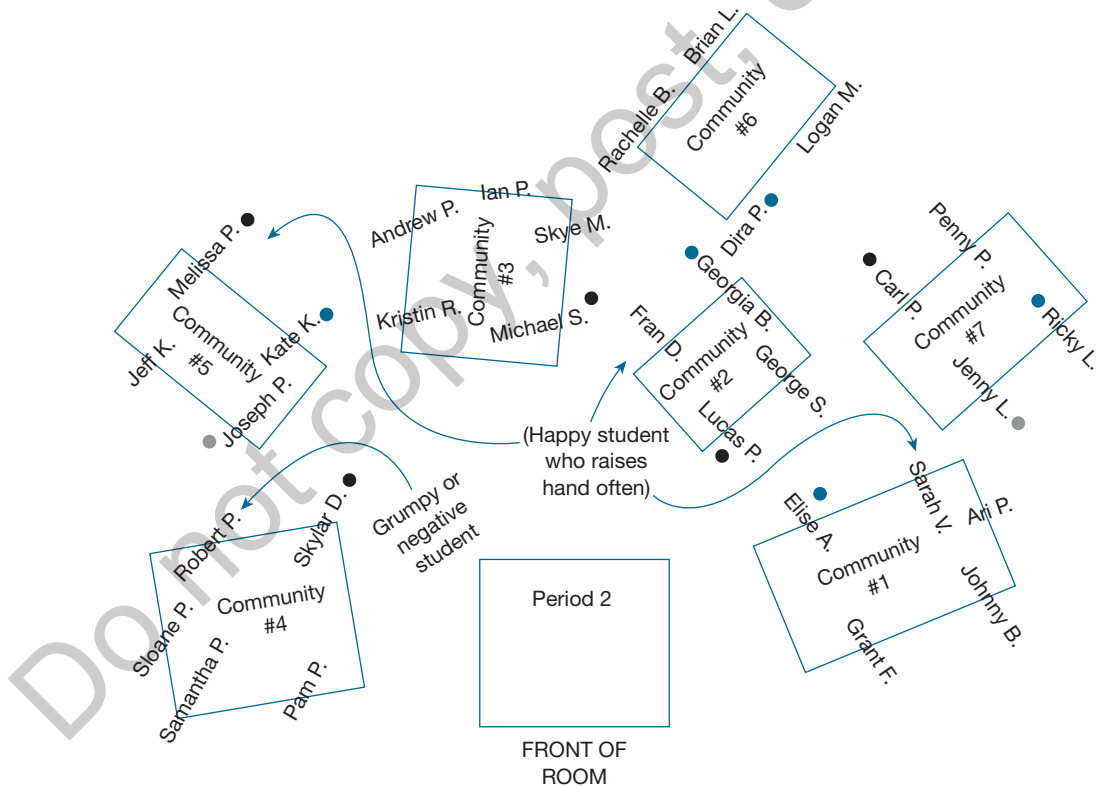 Do not copy, post,
Brian L.
Rachelle B.
Community
#6
Logan M.
Dira P.
Ian P.
Andrew P.
Skye M.
Community
#3
Kristin R.
Michael S.
Melissa P.
Community
#5
Kate K.
Jeff K.
Joseph P.
Georgia B.
Fran D.
Community
#2
George S.
Lucas P.
Penny P.
Carl P.
Community
#7
Ricky L.
Jenny L.
(Happy student
who raises
hand often)
Grumpy or
negative
student
Robert P.
Skylar D.
Community
#4
Sloane P.
Samantha P.
Pam P.
Sarah V.
Elise A.
Ari P.
Community
#1
Johnny B.
Grant F.
Period 2
FRONT OF
ROOM